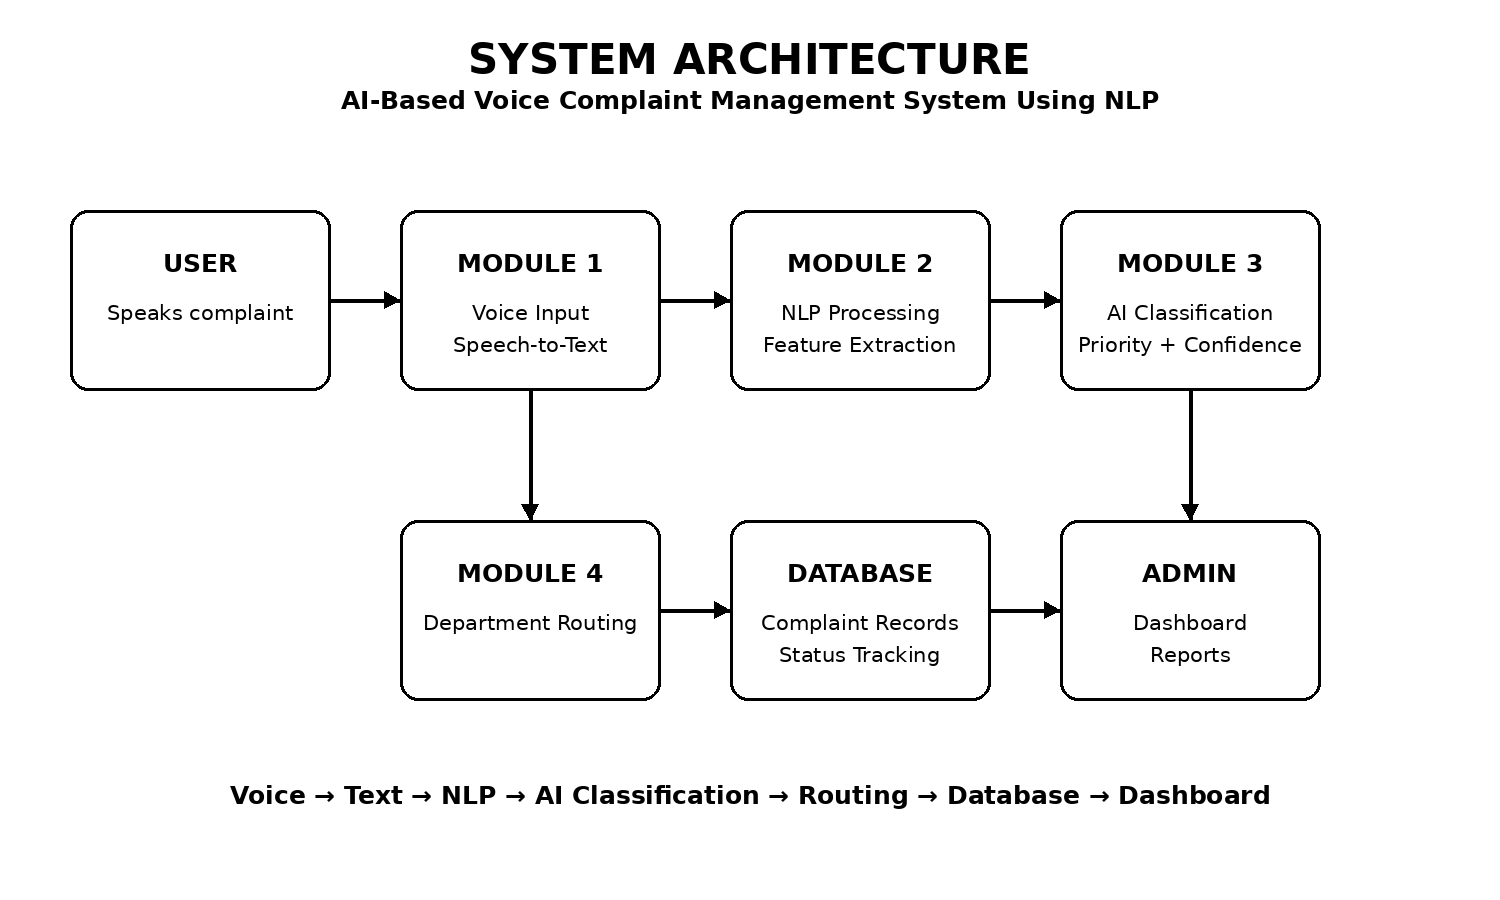 SYSTEM ARCHITECTURE
AI-Based Voice Complaint Management System Using NLP
USER
Speaks complaint
MODULE 1
Voice Input
Speech-to-Text
MODULE 2
NLP Processing
Feature Extraction
MODULE 3
AI Classification
Priority + Confidence
MODULE 4
Department Routing
DATABASE
Complaint Records
Status Tracking
ADMIN
Dashboard
Reports
Voice → Text → NLP → AI Classification → Routing → Database → Dashboard